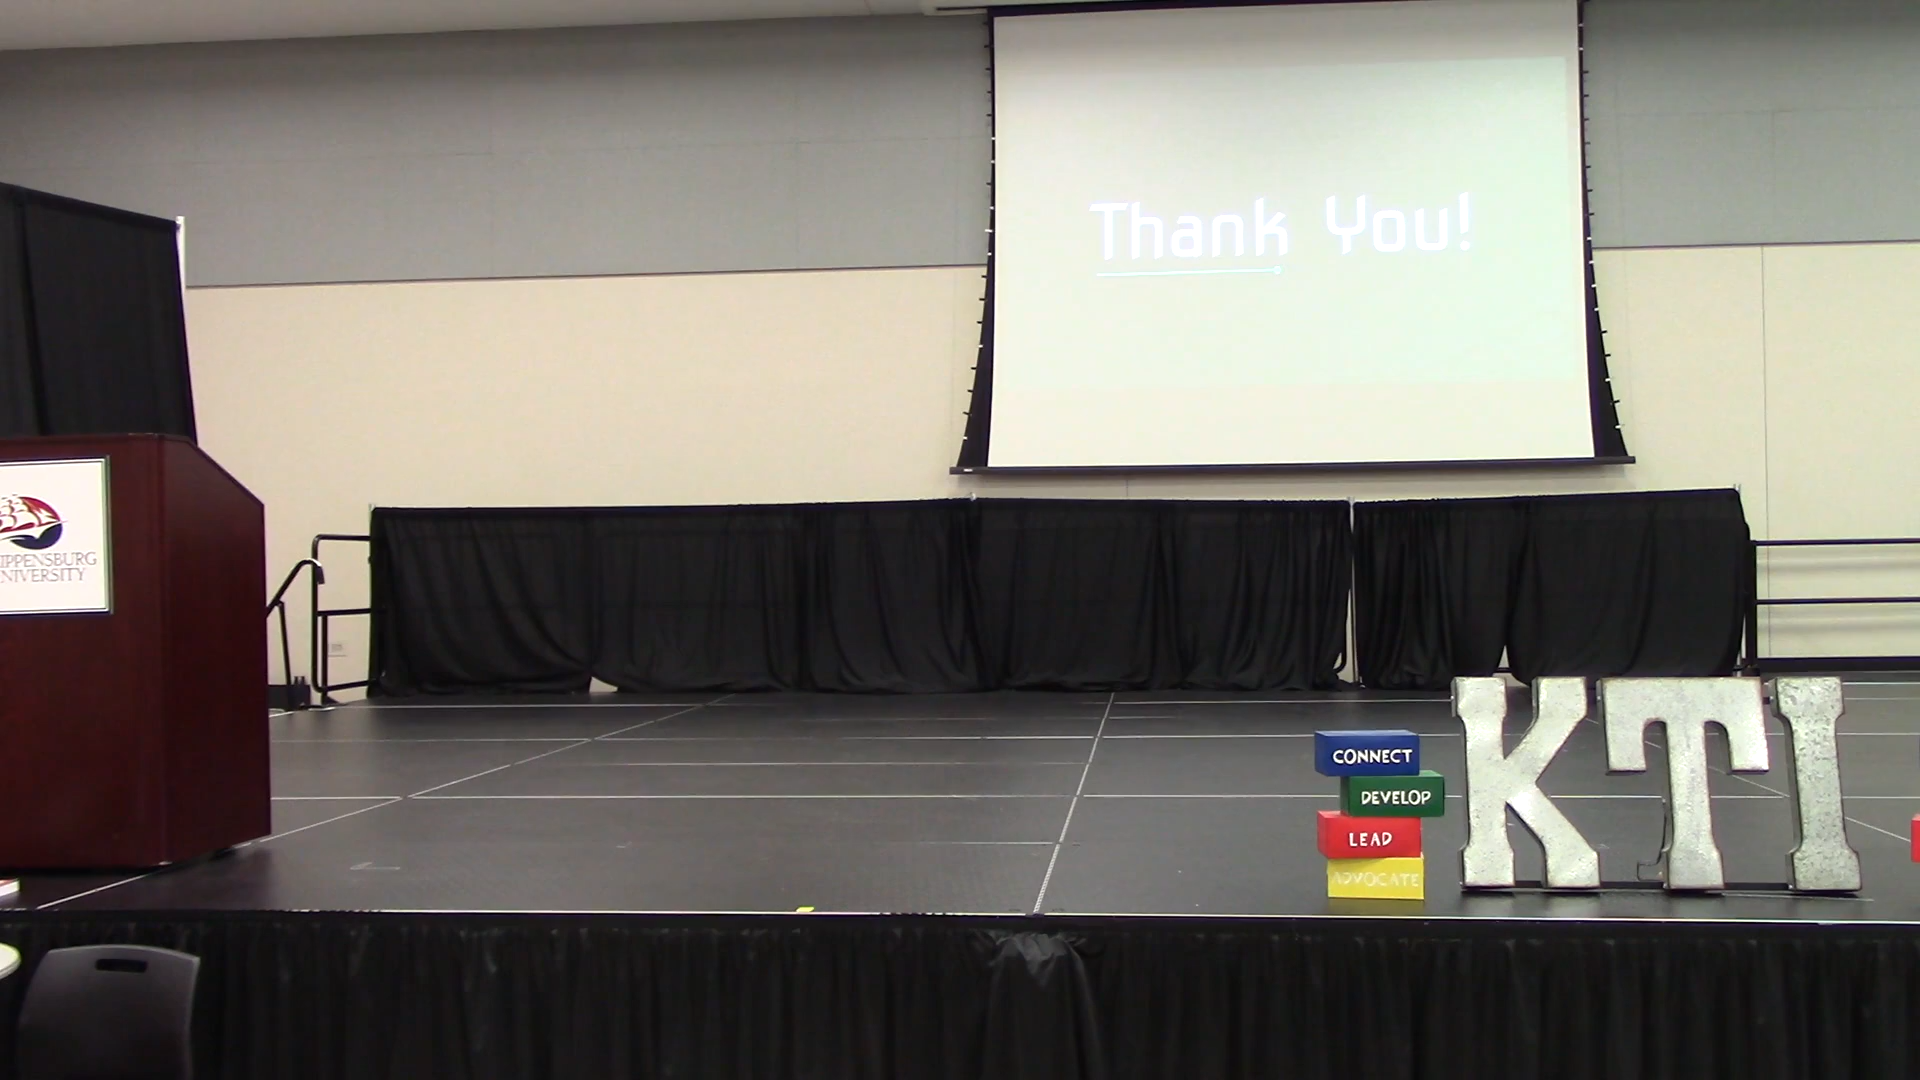 Thank You!
IPPENSBURG
NIVERSITY
CONNECT
DEVELOP
LEAD
ADVOCATE
KTI